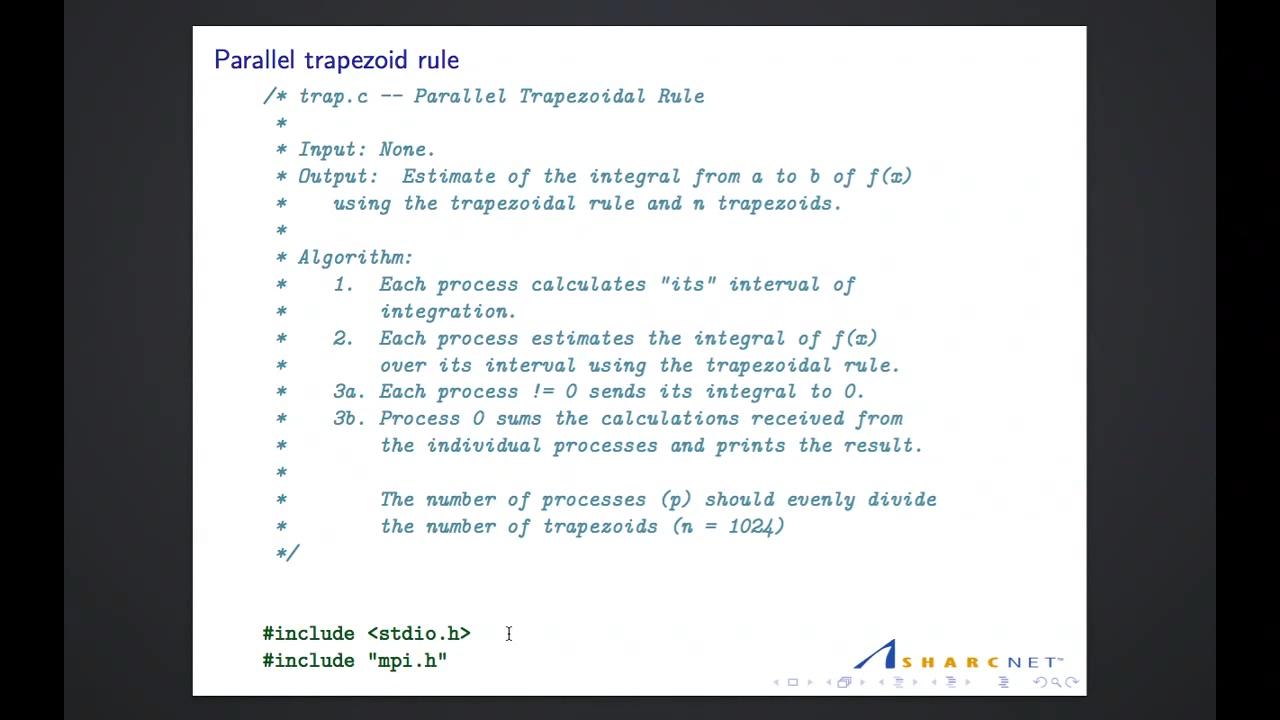 Parallel trapezoid rule
/* trap.c -- Parallel Trapezoidal Rule
*
* Input: None.
* Output: Estimate of the integral from a to b of f(x)
* using the trapezoidal rule and n trapezoids.
*
* Algorithm:
* 1. Each process calculates "its" interval of
* integration.
* 2. Each process estimates the integral of f(x)
* over its interval using the trapezoidal rule.
* 3a. Each process != 0 sends its integral to 0.
* 3b. Process 0 sums the calculations received from
* the individual processes and prints the result.
*
* The number of processes (p) should evenly divide
* the number of trapezoids (n = 1024)
*/
#include <stdio.h>
#include "mpi.h"
SHARCNET™